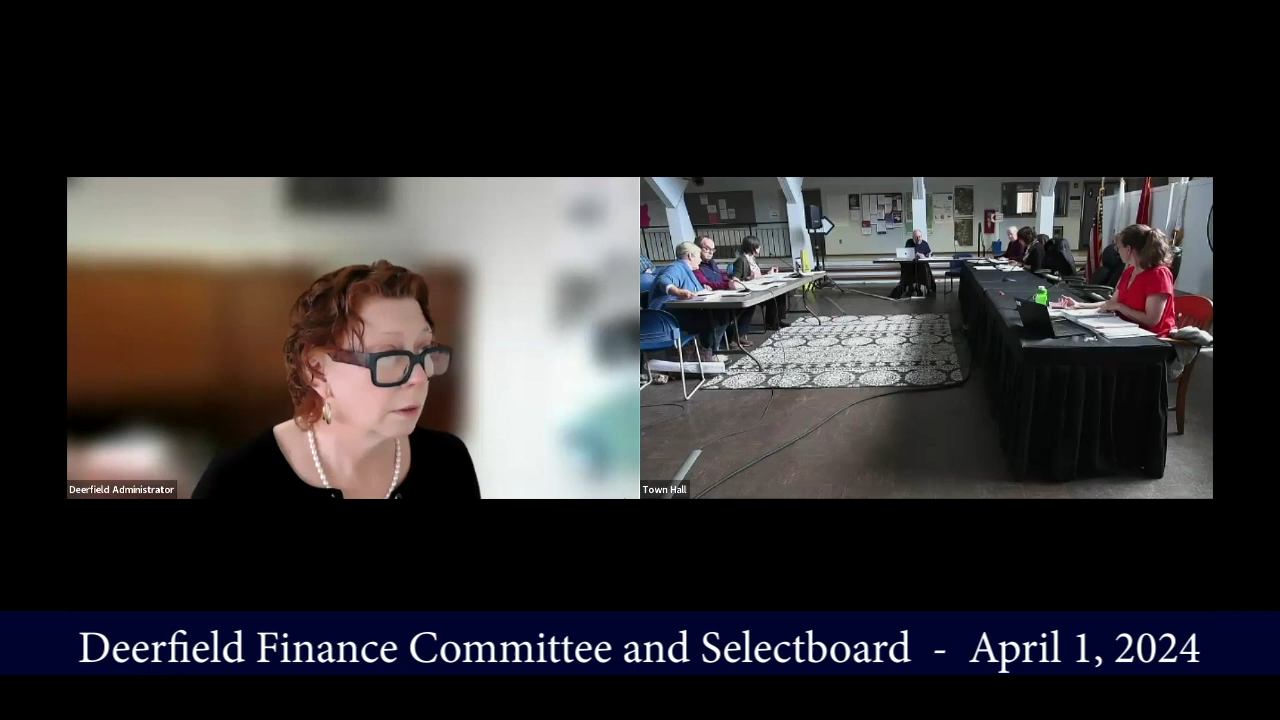 Deerfield Administrator
Town Hall
Deerfield Finance Committee and Selectboard - April 1, 2024